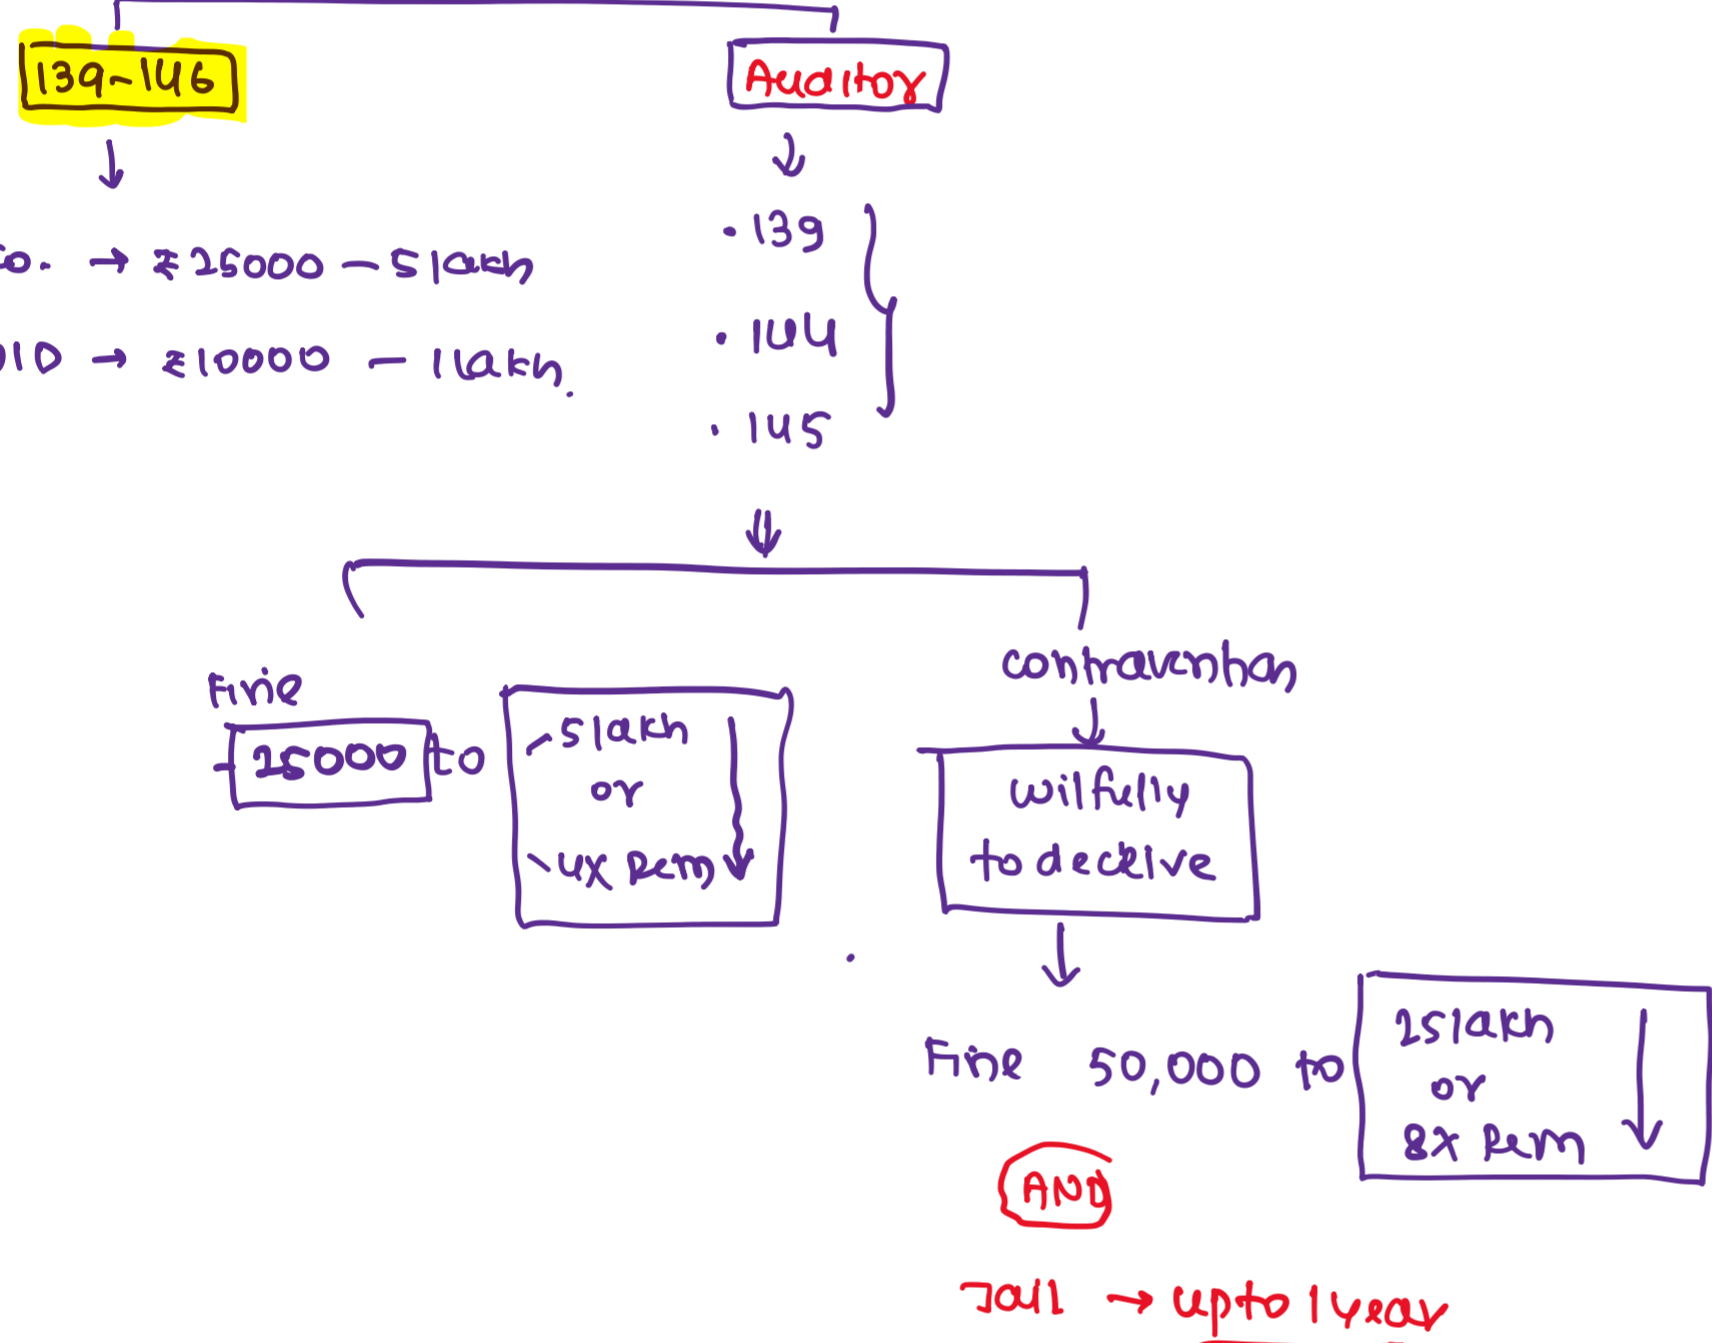 139-146
Auditor
Co. → ₹25000 — 5 lakh
OID → ₹10000 — 1 lakh.
• 139
• 144
• 145
Fine
25000 to
5 lakh
or
4x Rem
contravention
wilfully
to deceive
Fine 50,000 to
25 lakh
or
8x Rem
AND
Jail → upto 1 year